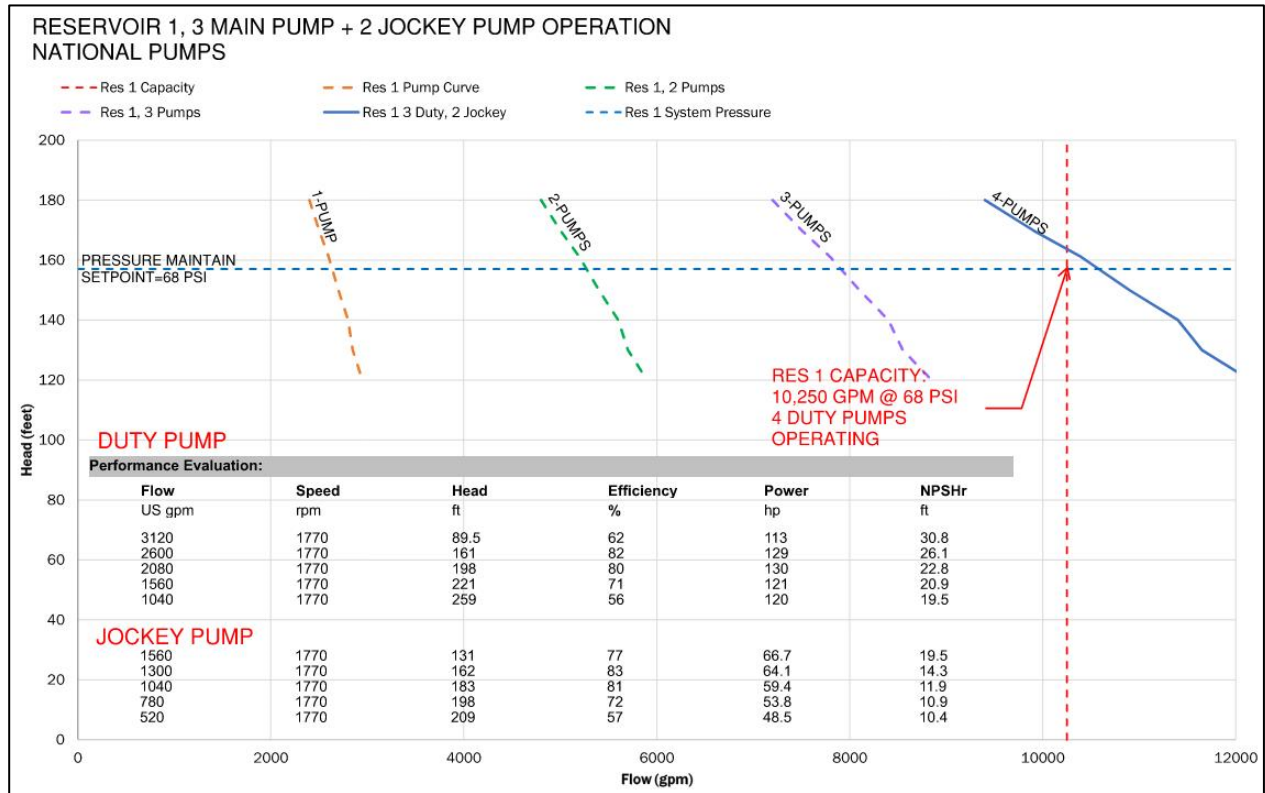 RESERVOIR 1, 3 MAIN PUMP + 2 JOCKEY PUMP OPERATION
NATIONAL PUMPS
Res 1 Capacity
Res 1 Pump Curve
Res 1, 2 Pumps
Res 1, 3 Pumps
Res 1 3 Duty, 2 Jockey
Res 1 System Pressure
200
180
160
140
120
100
80
60
40
20
0
Head (feet)
1-PUMP
2-PUMPS
3-PUMPS
4-PUMPS
PRESSURE MAINTAIN
SETPOINT=68 PSI
RES 1 CAPACITY:
10,250 GPM @ 68 PSI
4 DUTY PUMPS
OPERATING
DUTY PUMP
Performance Evaluation:
Flow Speed Head Efficiency Power NPSHr
US gpm rpm ft % hp ft
3120 1770 89.5 62 113 30.8
2600 1770 161 82 129 26.1
2080 1770 198 80 130 22.8
1560 1770 221 71 121 20.9
1040 1770 259 56 120 19.5
JOCKEY PUMP
1560 1770 131 77 66.7 19.5
1300 1770 162 83 64.1 14.3
1040 1770 183 81 59.4 11.9
780 1770 198 72 53.8 10.9
520 1770 209 57 48.5 10.4
0 2000 4000 6000 8000 10000 12000
Flow (gpm)